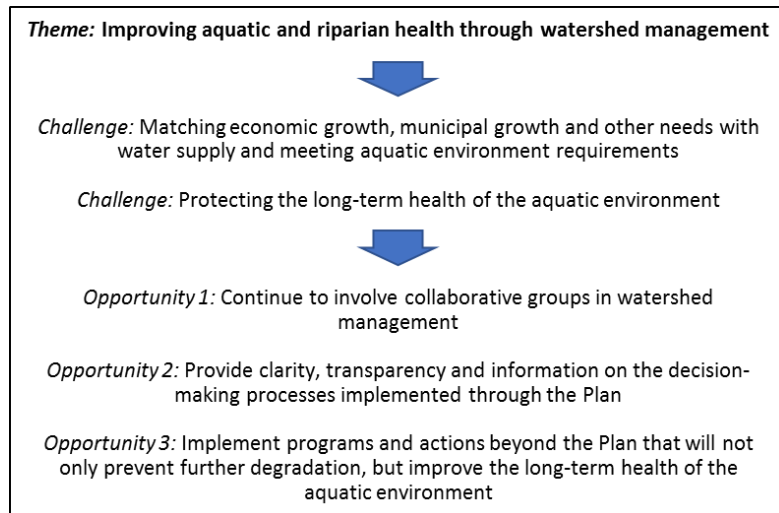 Theme: Improving aquatic and riparian health through watershed management
Challenge: Matching economic growth, municipal growth and other needs with
water supply and meeting aquatic environment requirements
Challenge: Protecting the long-term health of the aquatic environment
Opportunity 1: Continue to involve collaborative groups in watershed
management
Opportunity 2: Provide clarity, transparency and information on the decision-
making processes implemented through the Plan
Opportunity 3: Implement programs and actions beyond the Plan that will not
only prevent further degradation, but improve the long-term health of the
aquatic environment